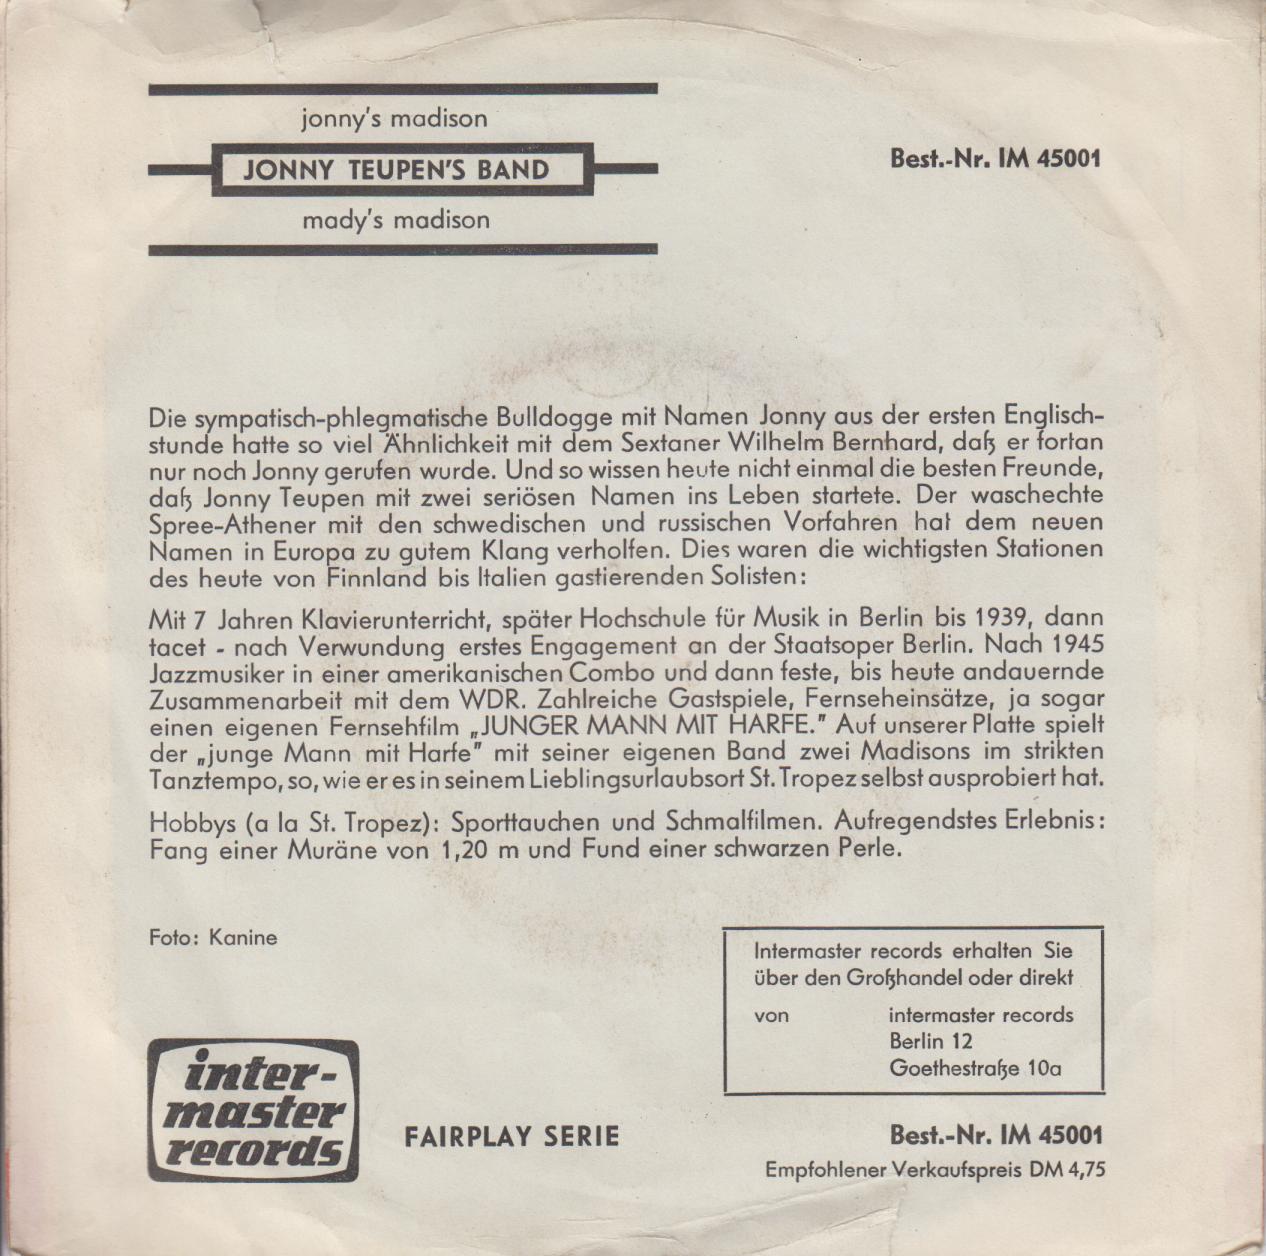 jonny's madison
JONNY TEUPEN'S BAND
mady's madison
Best.-Nr. IM 45001
Die sympatisch-phlegmatische Bulldogge mit Namen Jonny aus der ersten Englisch-
stunde hatte so viel Ähnlichkeit mit dem Sextaner Wilhelm Bernhard, daß er fortan
nur noch Jonny gerufen wurde. Und so wissen heute nicht einmal die besten Freunde,
daß Jonny Teupen mit zwei seriösen Namen ins Leben startete. Der waschechte
Spree-Athener mit den schwedischen und russischen Vorfahren hat dem neuen
Namen in Europa zu gutem Klang verholfen. Dies waren die wichtigsten Stationen
des heute von Finnland bis Italien gastierenden Solisten:
Mit 7 Jahren Klavierunterricht, später Hochschule für Musik in Berlin bis 1939, dann
tacet - nach Verwundung erstes Engagement an der Staatsoper Berlin. Nach 1945
Jazzmusiker in einer amerikanischen Combo und dann feste, bis heute andauernde
Zusammenarbeit mit dem WDR. Zahlreiche Gastspiele, Fernseheinsätze, ja sogar
einen eigenen Fernsehfilm „JUNGER MANN MIT HARFE.” Auf unserer Platte spielt
der „junge Mann mit Harfe” mit seiner eigenen Band zwei Madisons im strikten
Tanztempo, so, wie er es in seinem Lieblingsurlaubsort St. Tropez selbst ausprobiert hat.
Hobbys (a la St. Tropez): Sporttauchen und Schmalfilmen. Aufregendstes Erlebnis:
Fang einer Muräne von 1,20 m und Fund einer schwarzen Perle.
Foto: Kanine
Intermaster records erhalten Sie
über den Großhandel oder direkt
von intermaster records
Berlin 12
Goethestraße 10a
inter-
master
records
FAIRPLAY SERIE
Best.-Nr. IM 45001
Empfohlener Verkaufspreis DM 4,75